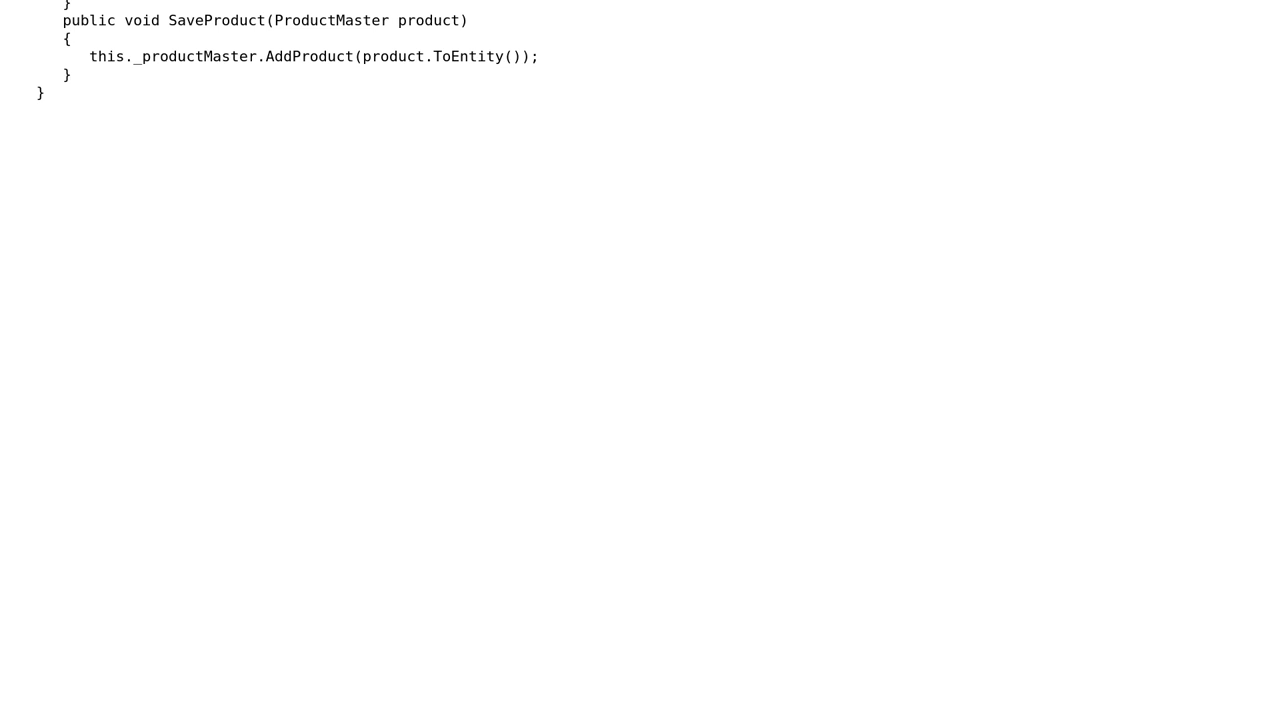 }
public void SaveProduct(ProductMaster product)
{
this._productMaster.AddProduct(product.ToEntity());
}
}